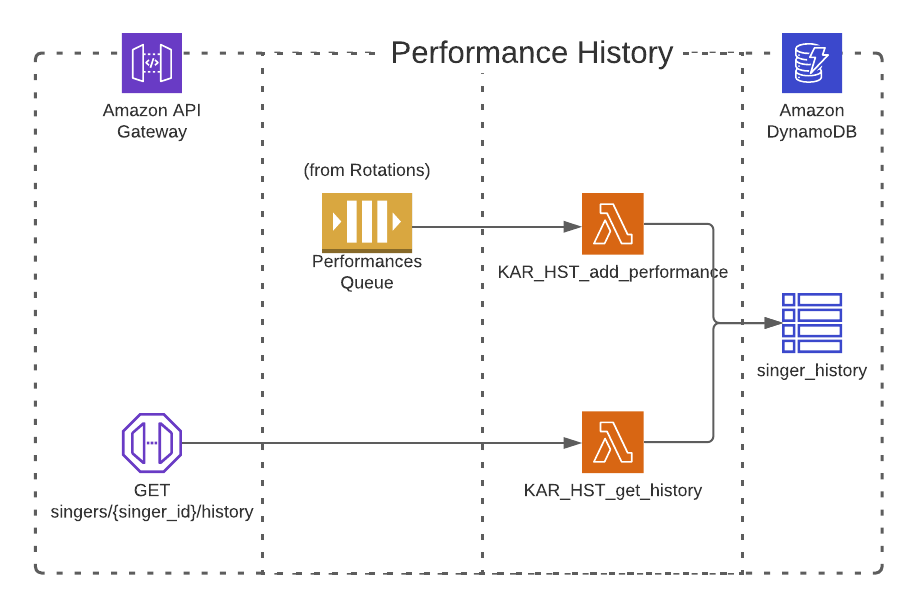 Performance History
Amazon API
Gateway
Amazon
DynamoDB
(from Rotations)
Performances
Queue
KAR_HST_add_performance
singer_history
GET
singers/{singer_id}/history
KAR_HST_get_history